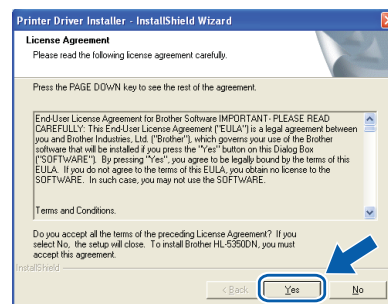 Printer Driver Installer - InstallShield Wizard
License Agreement
Please read the following license agreement carefully.
Press the PAGE DOWN key to see the rest of the agreement.
End-User License Agreement for Brother Software IMPORTANT- PLEASE READ
CAREFULLY: This End-User License Agreement ("EULA") is a legal agreement between
you and Brother Industries, Ltd. ("Brother"), which governs your use of the Brother
software that will be installed if you press the "Yes" button on this Dialog Box
("SOFTWARE"). By pressing "Yes", you agree to be legally bound by the terms of this
EULA. If you do not agree to the terms of this EULA, you obtain no license to the
SOFTWARE. In such case, you may not use the SOFTWARE.
Terms and Conditions.
Do you accept all the terms of the preceding License Agreement? If you
select No, the setup will close. To install Brother HL-5350DN, you must
accept this agreement.
InstallShield
< Back Yes No